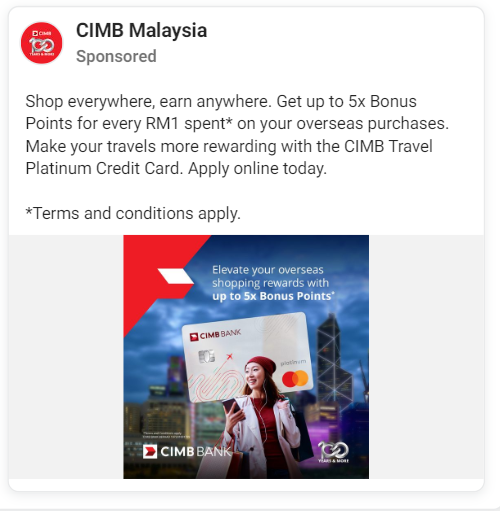 CIMB Malaysia
Sponsored
Shop everywhere, earn anywhere. Get up to 5x Bonus
Points for every RM1 spent* on your overseas purchases.
Make your travels more rewarding with the CIMB Travel
Platinum Credit Card. Apply online today.
*Terms and conditions apply.
Elevate your overseas
shopping rewards with
up to 5x Bonus Points*
CIMB BANK
platinum
mastercard
CIMB BANK
100
YEARS & MORE